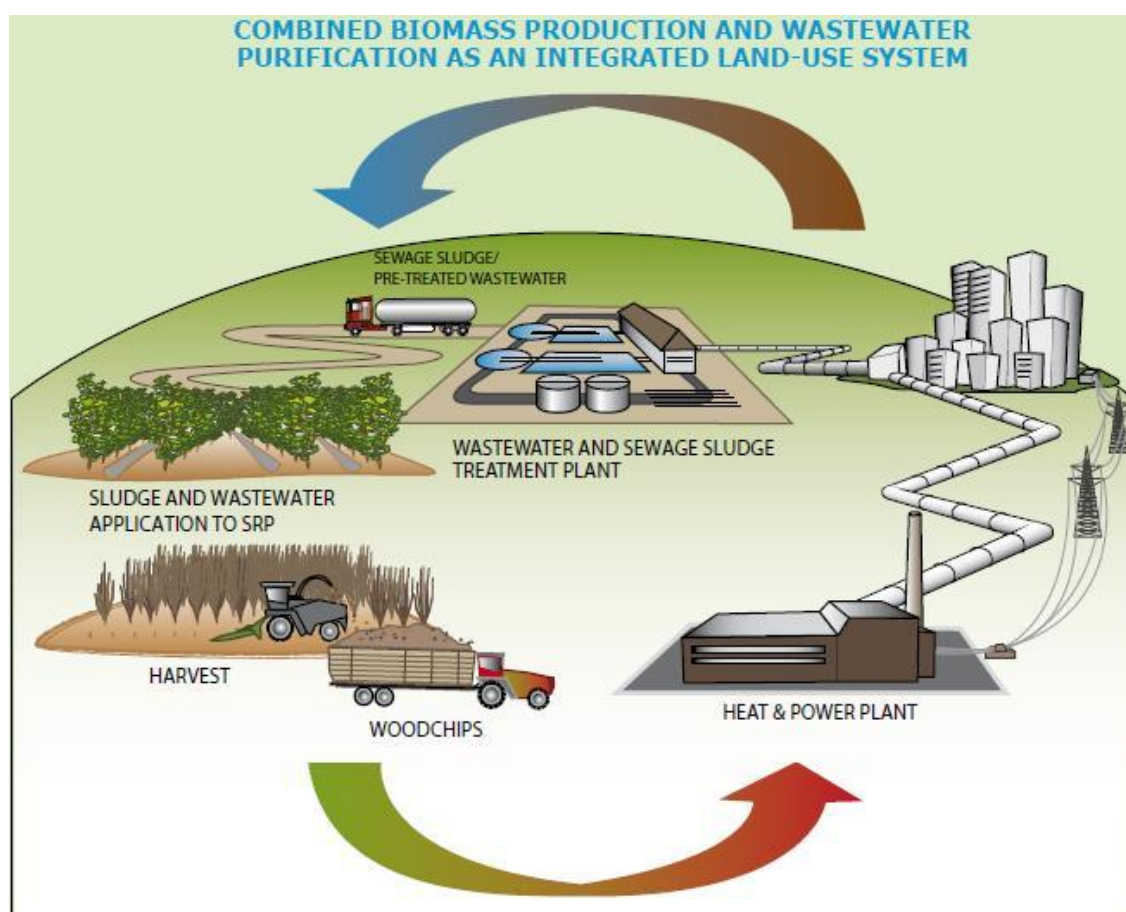 COMBINED BIOMASS PRODUCTION AND WASTEWATER
PURIFICATION AS AN INTEGRATED LAND-USE SYSTEM
SEWAGE SLUDGE/
PRE-TREATED WASTEWATER
WASTEWATER AND SEWAGE SLUDGE
TREATMENT PLANT
SLUDGE AND WASTEWATER
APPLICATION TO SRP
HARVEST
WOODCHIPS
HEAT & POWER PLANT